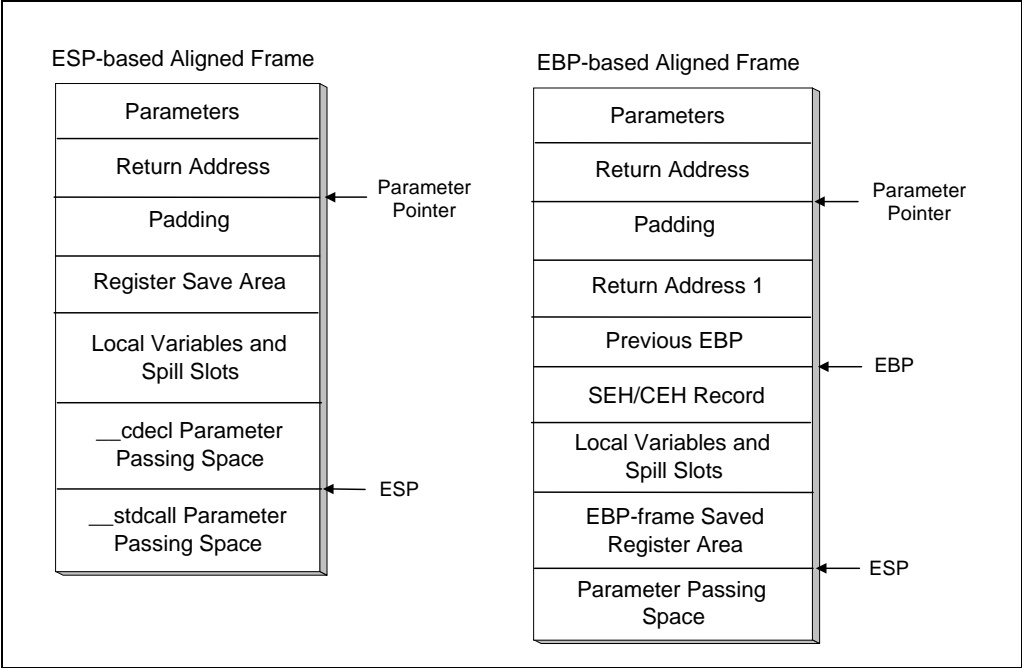 ESP-based Aligned Frame
Parameters
Return Address
Parameter
Pointer
Padding
Register Save Area
Local Variables and
Spill Slots
__cdecl Parameter
Passing Space
ESP
__stdcall Parameter
Passing Space
EBP-based Aligned Frame
Parameters
Return Address
Parameter
Pointer
Padding
Return Address 1
Previous EBP
EBP
SEH/CEH Record
Local Variables and
Spill Slots
EBP-frame Saved
Register Area
ESP
Parameter Passing
Space